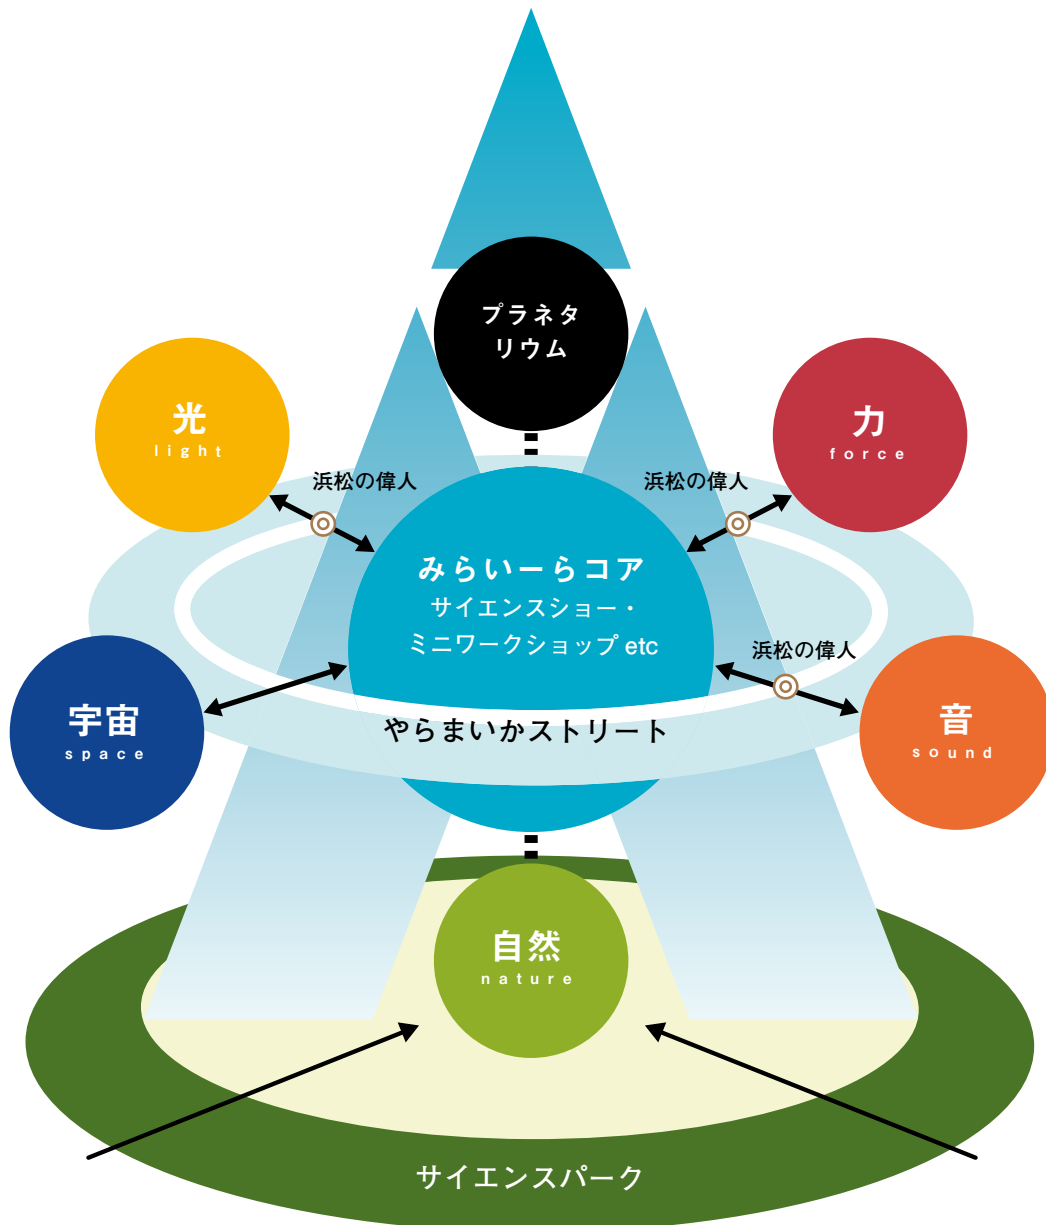 プラネタ
リウム
光
light
力
force
浜松の偉人
浜松の偉人
みらいーらコア
サイエンスショー・
ミニワークショップ etc
浜松の偉人
宇宙
space
やらまいかストリート
音
sound
自然
nature
サイエンスパーク